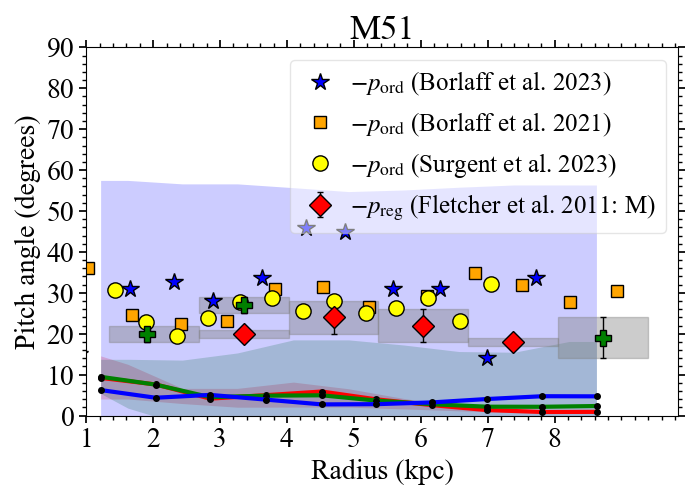 M51
90
80
70
60
50
40
30
20
10
0
Pitch angle (degrees)
−p_ord (Borlaff et al. 2023)
−p_ord (Borlaff et al. 2021)
−p_ord (Surgent et al. 2023)
−p_reg (Fletcher et al. 2011: M)
1 2 3 4 5 6 7 8
Radius (kpc)